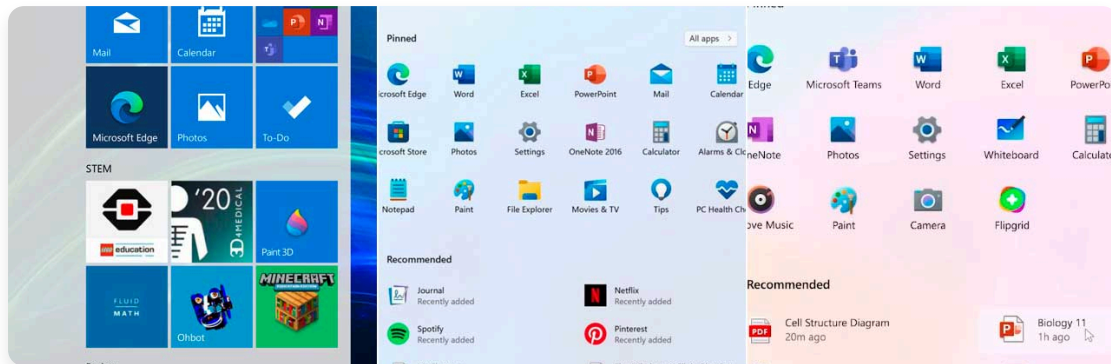 Mail
Calendar
Microsoft Edge
Photos
To-Do
STEM
education
'20
3D4MEDICAL
Paint 3D
FLUID
MATH
Ohbot
MINECRAFT
Pinned
All apps >
icrosoft Edge
Word
Excel
PowerPoint
Mail
Calendar
crosoft Store
Photos
Settings
OneNote 2016
Calculator
Alarms & Clo
Notepad
Paint
File Explorer
Movies & TV
Tips
PC Health Ch
Recommended
Journal
Recently added
Netflix
Recently added
Spotify
Recently added
Pinterest
Recently added
Edge
Microsoft Teams
Word
Excel
PowerPo
neNote
Photos
Settings
Whiteboard
Calculat
ove Music
Paint
Camera
Flipgrid
Recommended
PDF
Cell Structure Diagram
20m ago
Biology 11
1h ago